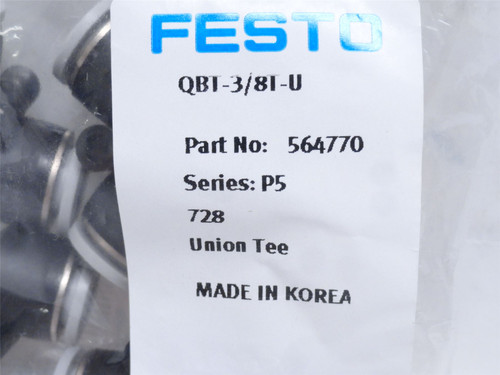 FESTO
QBT-3/8T-U
Part No: 564770
Series: P5
728
Union Tee
MADE IN KOREA